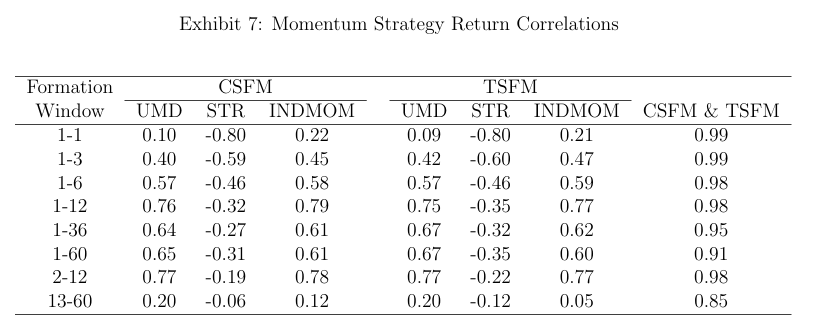 Exhibit 7: Momentum Strategy Return Correlations
Formation CSFM TSFM
Window UMD STR INDMOM UMD STR INDMOM CSFM & TSFM
1-1 0.10 -0.80 0.22 0.09 -0.80 0.21 0.99
1-3 0.40 -0.59 0.45 0.42 -0.60 0.47 0.99
1-6 0.57 -0.46 0.58 0.57 -0.46 0.59 0.98
1-12 0.76 -0.32 0.79 0.75 -0.35 0.77 0.98
1-36 0.64 -0.27 0.61 0.67 -0.32 0.62 0.95
1-60 0.65 -0.31 0.61 0.67 -0.35 0.60 0.91
2-12 0.77 -0.19 0.78 0.77 -0.22 0.77 0.98
13-60 0.20 -0.06 0.12 0.20 -0.12 0.05 0.85